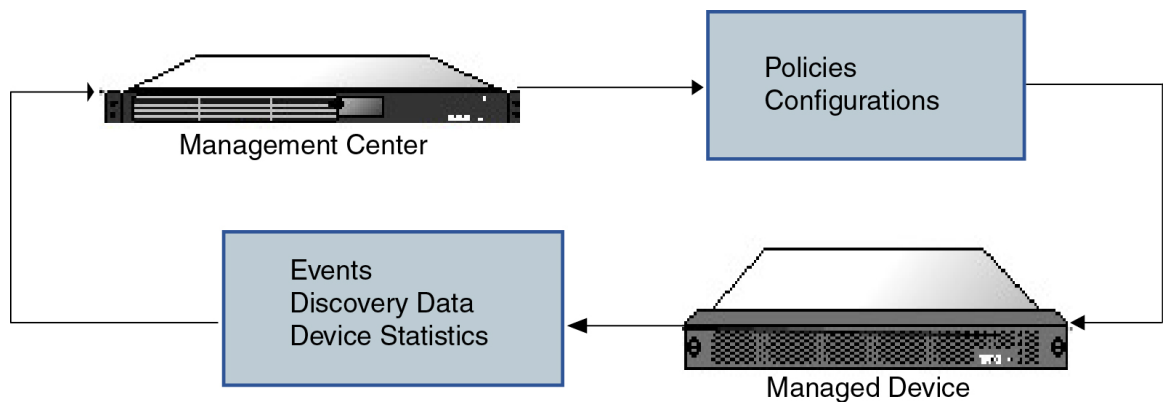 Management Center
Policies
Configurations
Events
Discovery Data
Device Statistics
Managed Device